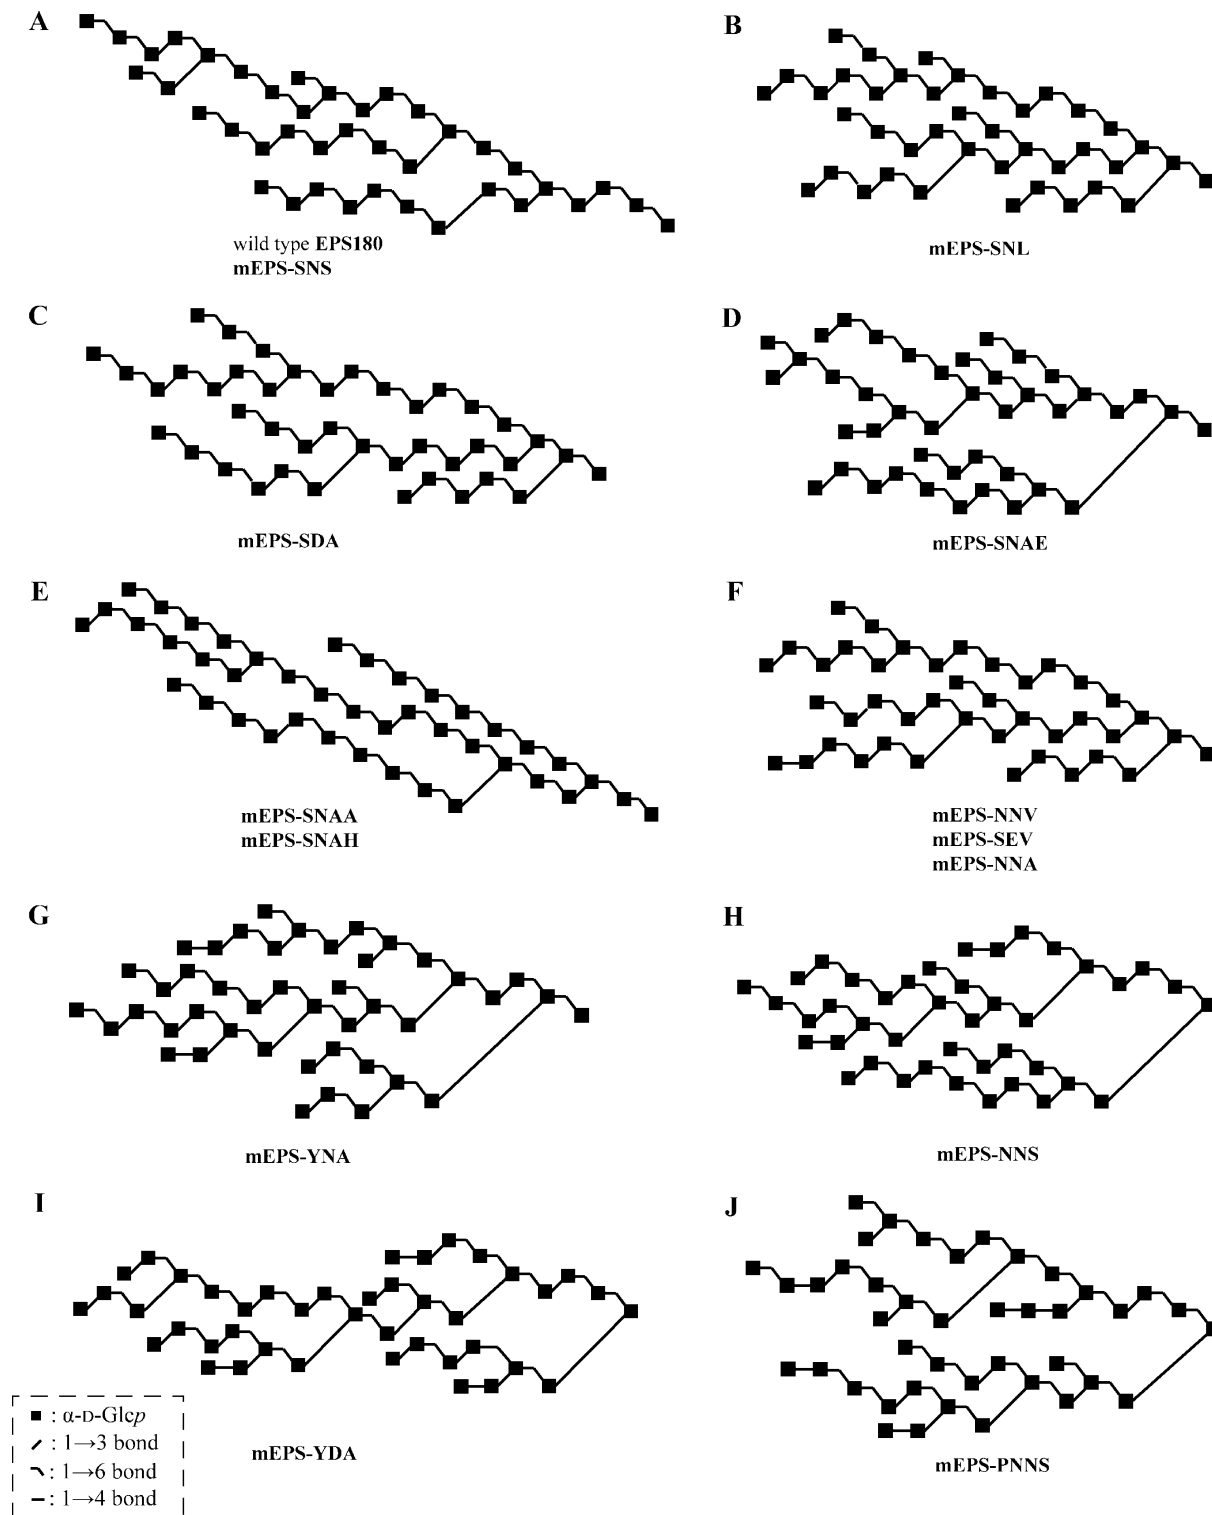 A
B
wild type EPS180
mEPS-SNS
mEPS-SNL
C
D
mEPS-SDA
mEPS-SNAE
E
F
mEPS-SNAA
mEPS-SNAH
mEPS-NNV
mEPS-SEV
mEPS-NNA
G
H
mEPS-YNA
mEPS-NNS
I
J
: α-D-Glcp
: 1→3 bond
: 1→6 bond
: 1→4 bond
mEPS-YDA
mEPS-PNNS